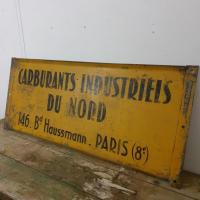 CARBURANTS INDUSTRIELS
DU NORD
146. Bd Haussmann. PARIS (8e)